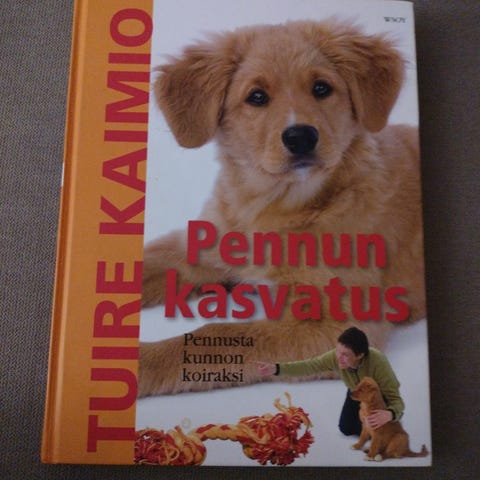 WSOY
TUIRE KAIMIO
Pennun
kasvatus
Pennusta
kunnon
koiraksi